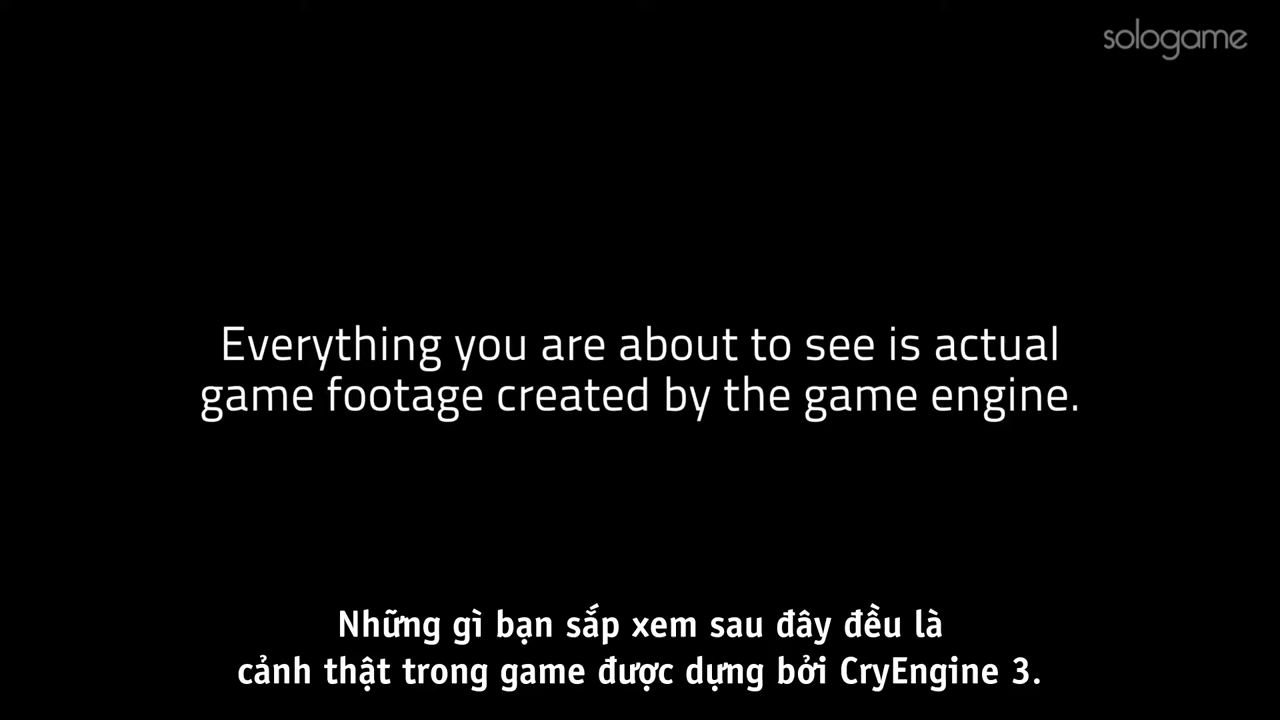 sologame
Everything you are about to see is actual
game footage created by the game engine.
Những gì bạn sắp xem sau đây đều là
cảnh thật trong game được dựng bởi CryEngine 3.